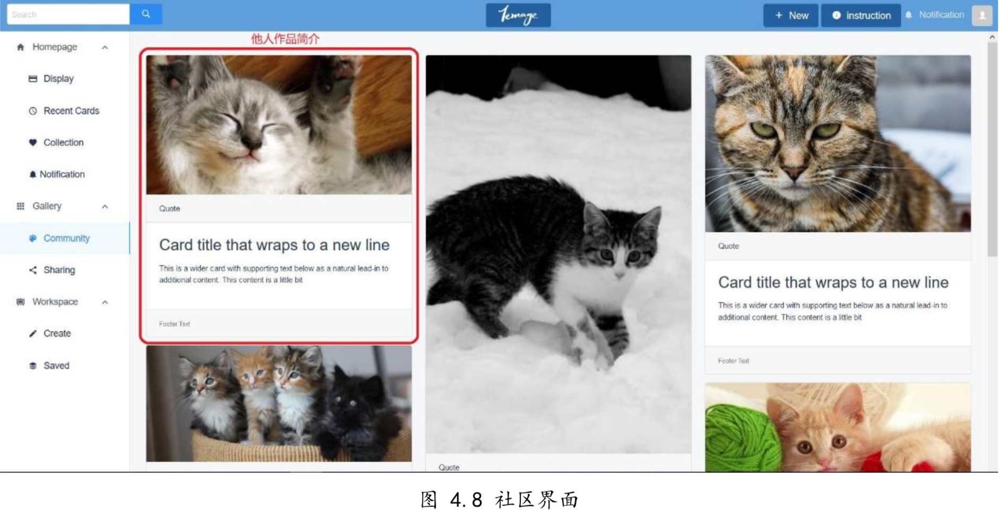 Search
Temage
+ New
instruction
Notification
Homepage
Display
Recent Cards
Collection
Notification
Gallery
Community
Sharing
Workspace
Create
Saved
他人作品简介
Quote
Card title that wraps to a new line
This is a wider card with supporting text below as a natural lead-in to
additional content. This content is a little bit
Footer Text
Quote
Quote
Card title that wraps to a new line
This is a wider card with supporting text below as a natural lead-in to
additional content. This content is a little bit
Footer Text
图 4.8 社区界面